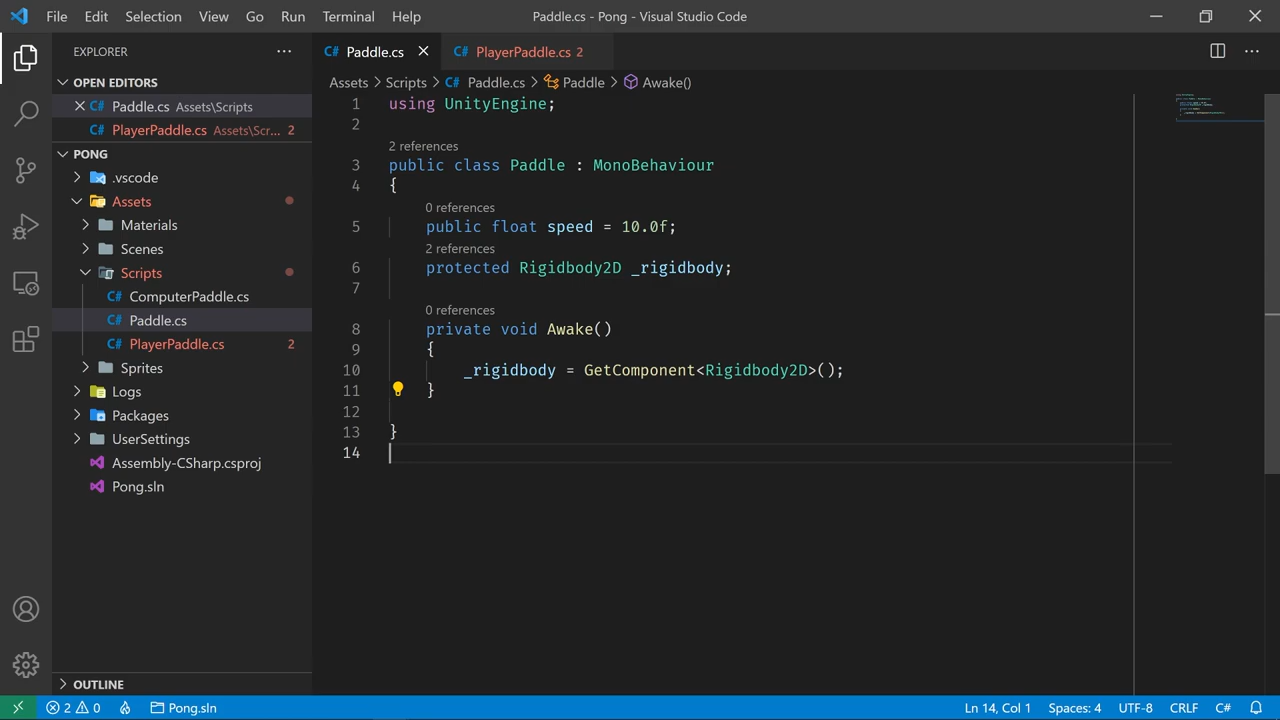 File Edit Selection View Go Run Terminal Help Paddle.cs - Pong - Visual Studio Code
EXPLORER
OPEN EDITORS
Paddle.cs Assets\Scripts
PlayerPaddle.cs Assets\Scr... 2
PONG
.vscode
Assets
Materials
Scenes
Scripts
ComputerPaddle.cs
Paddle.cs
PlayerPaddle.cs 2
Sprites
Logs
Packages
UserSettings
Assembly-CSharp.csproj
Pong.sln
OUTLINE
Paddle.cs PlayerPaddle.cs 2
Assets > Scripts > Paddle.cs > Paddle > Awake()
1 using UnityEngine;
2
2 references
3 public class Paddle : MonoBehaviour
4 {
0 references
5 public float speed = 10.0f;
2 references
6 protected Rigidbody2D _rigidbody;
7
0 references
8 private void Awake()
9 {
10 _rigidbody = GetComponent<Rigidbody2D>();
11 }
12
13 }
14
2 0 Pong.sln Ln 14, Col 1 Spaces: 4 UTF-8 CRLF C#